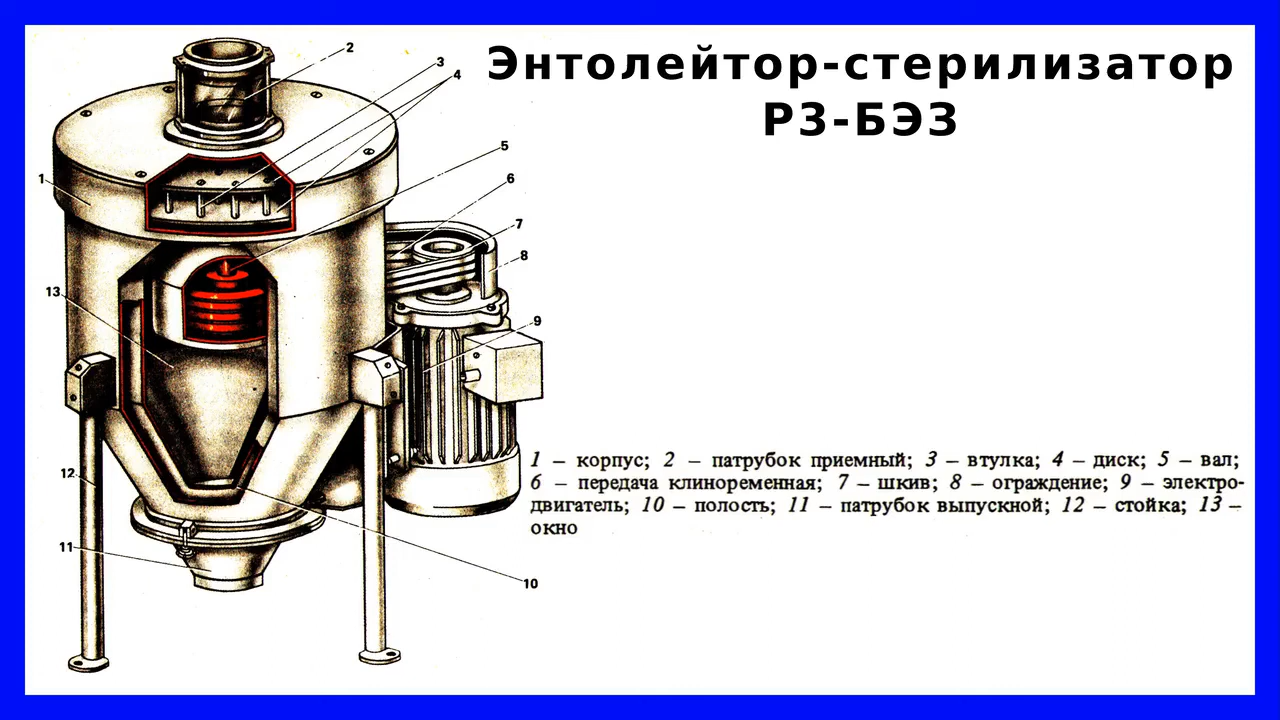 Энтолейтор-стерилизатор
РЗ-БЭЗ
2
3
4
5
1
6
7
8
13
9
1 – корпус; 2 – патрубок приемный; 3 – втулка; 4 – диск; 5 – вал;
6 – передача клиноременная; 7 – шкив; 8 – ограждение; 9 – электро-
двигатель; 10 – полость; 11 – патрубок выпускной; 12 – стойка; 13 –
окно
12
11
10